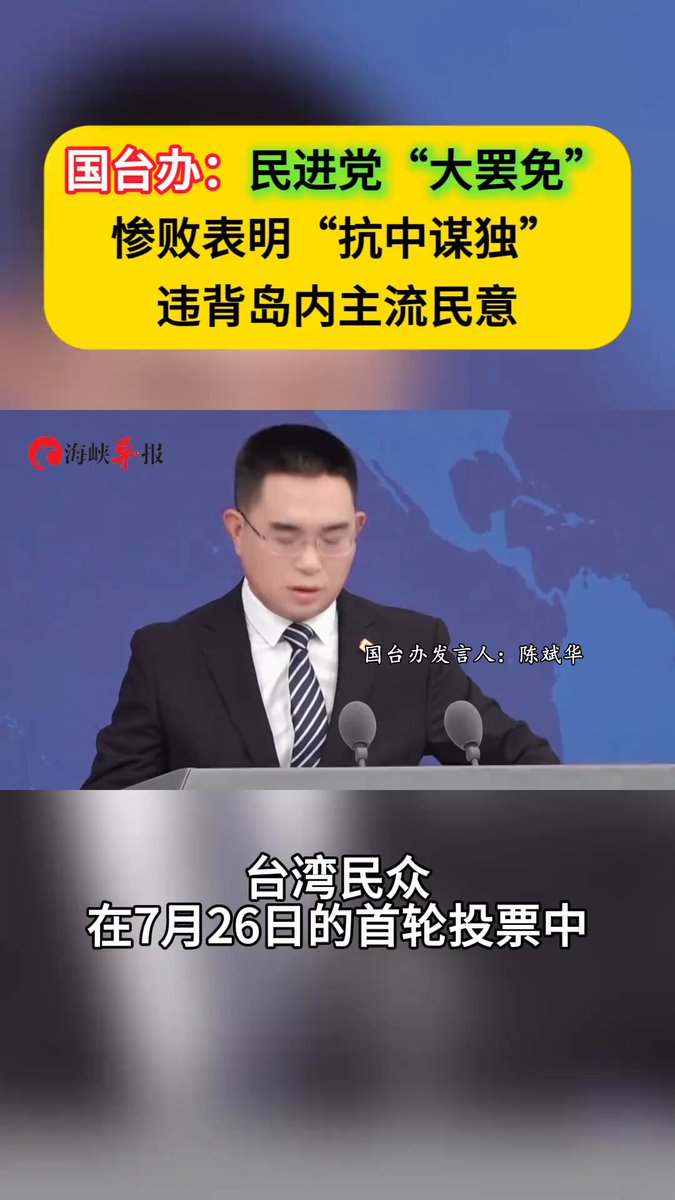 国台办：民进党“大罢免”
惨败表明“抗中谋独”
违背岛内主流民意
海峡导报
国台办发言人：陈斌华
台湾民众
在7月26日的首轮投票中